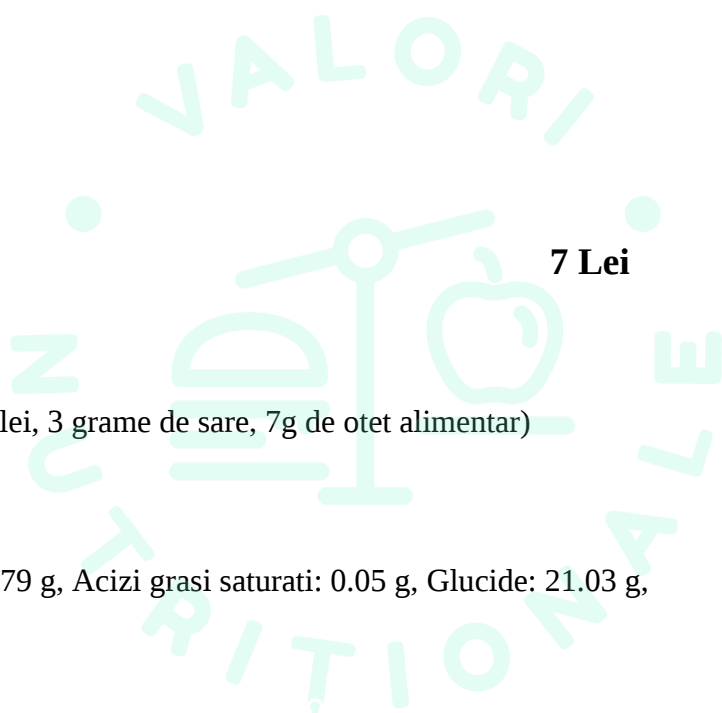 VALORI
7 Lei
lei, 3 grame de sare, 7g de otet alimentar)
79 g, Acizi grasi saturati: 0.05 g, Glucide: 21.03 g,
NUTRIȚIONALE